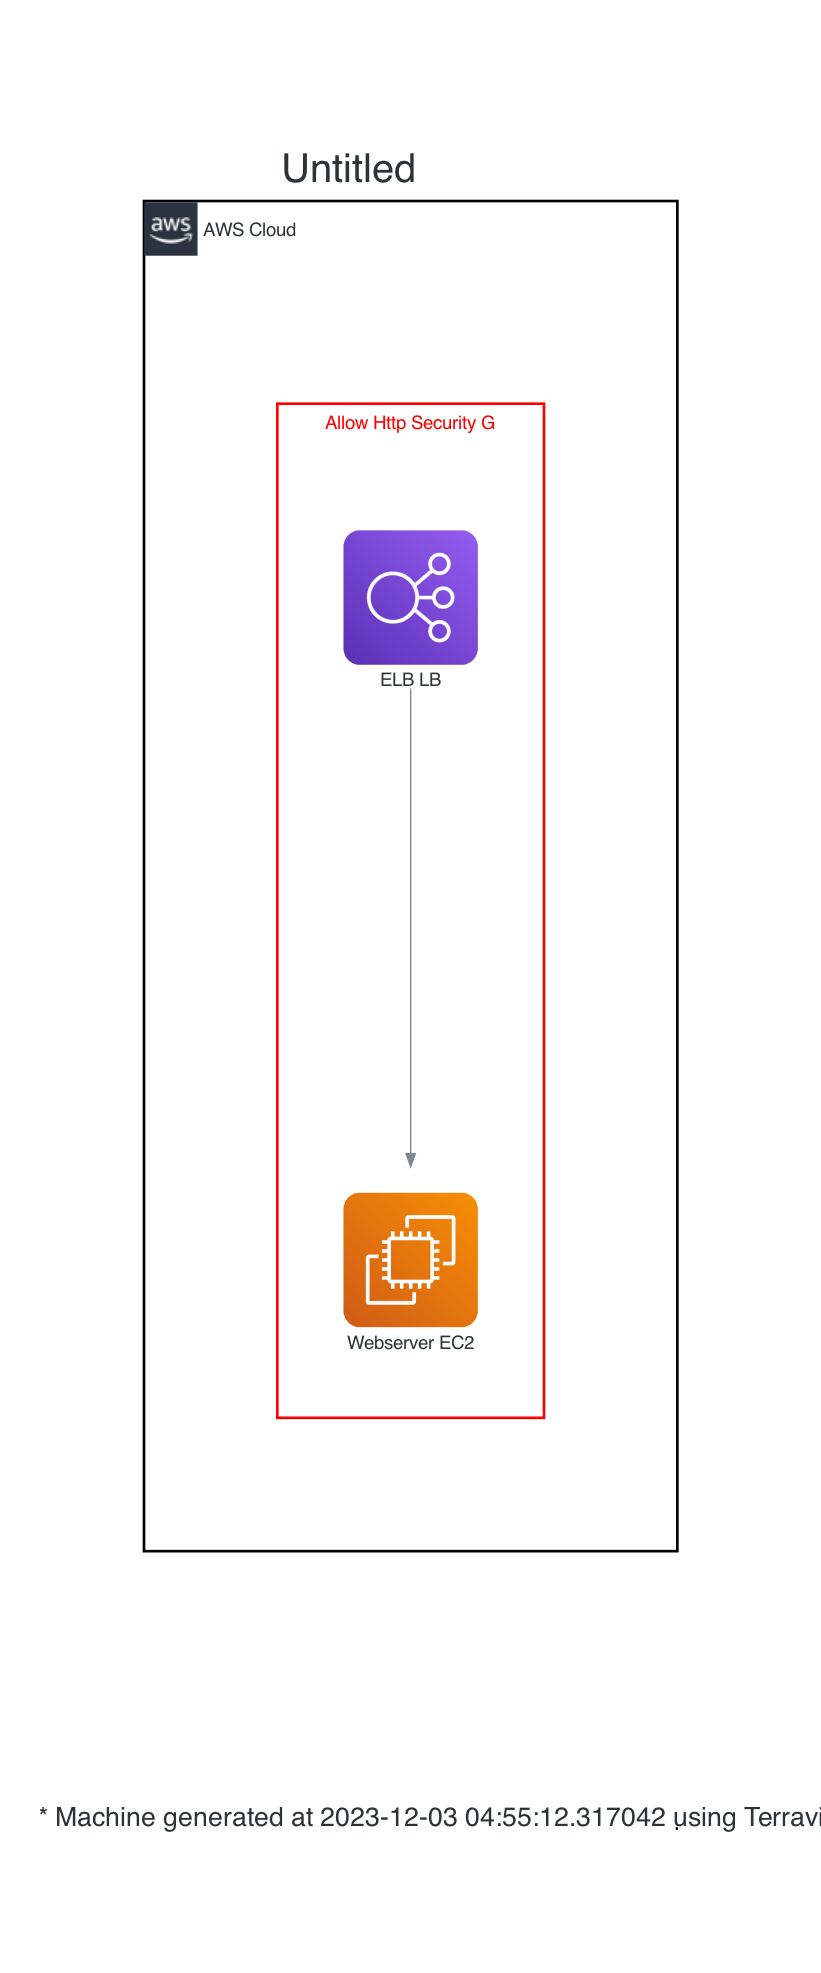 Untitled
aws
AWS Cloud
Allow Http Security G
ELB LB
Webserver EC2
* Machine generated at 2023-12-03 04:55:12.317042 using Terravi